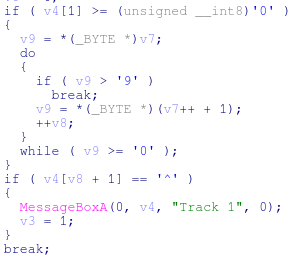 if ( v4[1] >= (unsigned __int8)'0' )
{
  v9 = *(_BYTE *)v7;
  do
  {
    if ( v9 > '9' )
      break;
    v9 = *(_BYTE *)(v7++ + 1);
    ++v8;
  }
  while ( v9 >= '0' );
}
if ( v4[v8 + 1] == '^' )
{
  MessageBoxA(0, v4, "Track 1", 0);
  v3 = 1;
}
break;